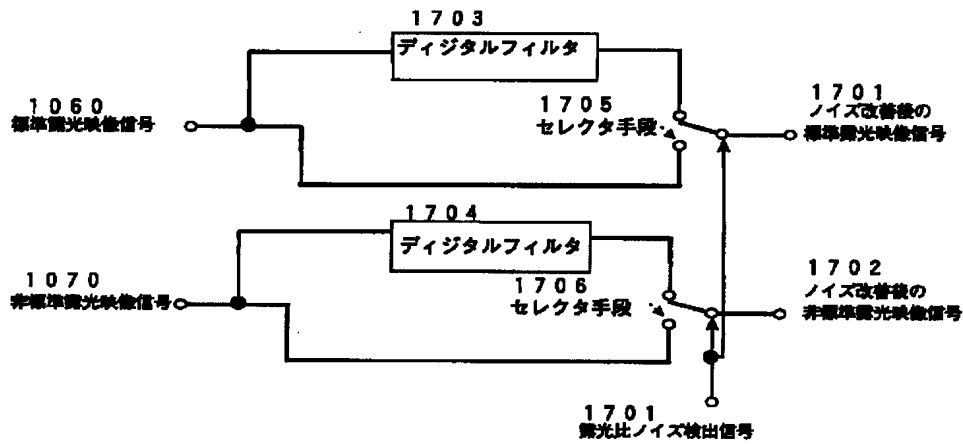 １７０３
ディジタルフィルタ
１０６０
標準露光映像信号
１７０５
セレクタ手段
１７０１
ノイズ改善後の
標準露光映像信号
１７０４
ディジタルフィルタ
１０７０
非標準露光映像信号
１７０６
セレクタ手段
１７０２
ノイズ改善後の
非標準露光映像信号
１７０１
露光比ノイズ検出信号